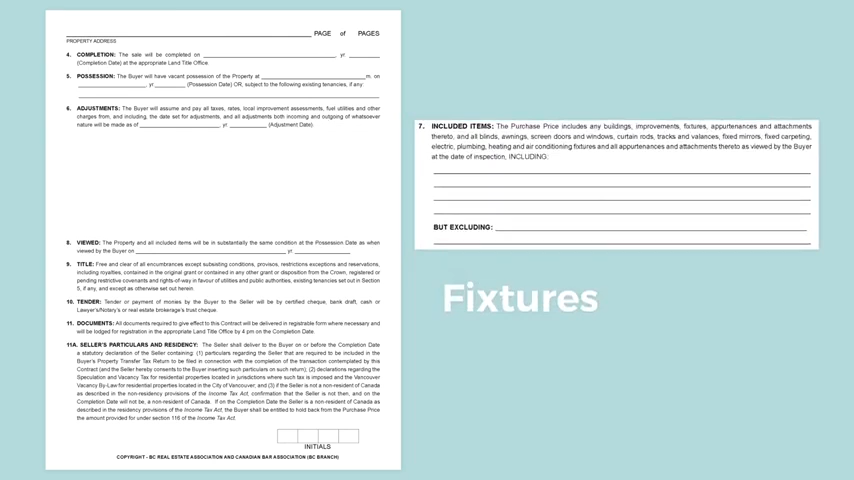 PAGE of PAGES
PROPERTY ADDRESS
4. COMPLETION: The sale will be completed on ________, yr. ________
(Completion Date) at the appropriate Land Title Office.
5. POSSESSION: The Buyer will have vacant possession of the Property at ________m. on
________, yr. ________ (Possession Date) OR, subject to the following existing tenancies, if any:
6. ADJUSTMENTS: The Buyer will assume and pay all taxes, rates, local improvement assessments, fuel utilities and other
charges from, and including, the date set for adjustments, and all adjustments both incoming and outgoing of whatsoever
nature will be made as of ________, yr. ________ (Adjustment Date).
8. VIEWED: The Property and all included items will be in substantially the same condition at the Possession Date as when
viewed by the Buyer on ________ yr. ________
9. TITLE: Free and clear of all encumbrances except subsisting conditions, provisos, restrictions exceptions and reservations,
including royalties, contained in the original grant or contained in any other grant or disposition from the Crown, registered or
pending restrictive covenants and rights-of-way in favour of utilities and public authorities, existing tenancies set out in Section
5, if any, and except as otherwise set out herein.
10. TENDER: Tender or payment of monies by the Buyer to the Seller will be by certified cheque, bank draft, cash or
Lawyer's/Notary's or real estate brokerage's trust cheque.
11. DOCUMENTS: All documents required to give effect to this Contract will be delivered in registrable form where necessary and
will be lodged for registration in the appropriate Land Title Office by 4 pm on the Completion Date.
11A. SELLER'S PARTICULARS AND RESIDENCY: The Seller shall deliver to the Buyer on or before the Completion Date
a statutory declaration of the Seller containing: (1) particulars regarding the Seller that are required to be included in the
Buyer's Property Transfer Tax Return to be filed in connection with the completion of the transaction contemplated by this
Contract (and the Seller hereby consents to the Buyer inserting such particulars on such return); (2) declarations regarding the
Speculation and Vacancy Tax for residential properties located in jurisdictions where such tax is imposed and the Vancouver
Vacancy By-Law for residential properties located in the City of Vancouver; and (3) if the Seller is not a non-resident of Canada
as described in the non-residency provisions of the Income Tax Act, confirmation that the Seller is not then, and on the
Completion Date will not be, a non-resident of Canada. If on the Completion Date the Seller is a non-resident of Canada as
described in the residency provisions of the Income Tax Act, the Buyer shall be entitled to hold back from the Purchase Price
the amount provided for under section 116 of the Income Tax Act.
INITIALS
COPYRIGHT - BC REAL ESTATE ASSOCIATION AND CANADIAN BAR ASSOCIATION (BC BRANCH)
7. INCLUDED ITEMS: The Purchase Price includes any buildings, improvements, fixtures, appurtenances and attachments
thereto, and all blinds, awnings, screen doors and windows, curtain rods, tracks and valances, fixed mirrors, fixed carpeting,
electric, plumbing, heating and air conditioning fixtures and all appurtenances and attachments thereto as viewed by the Buyer
at the date of inspection, INCLUDING:
BUT EXCLUDING:
Fixtures